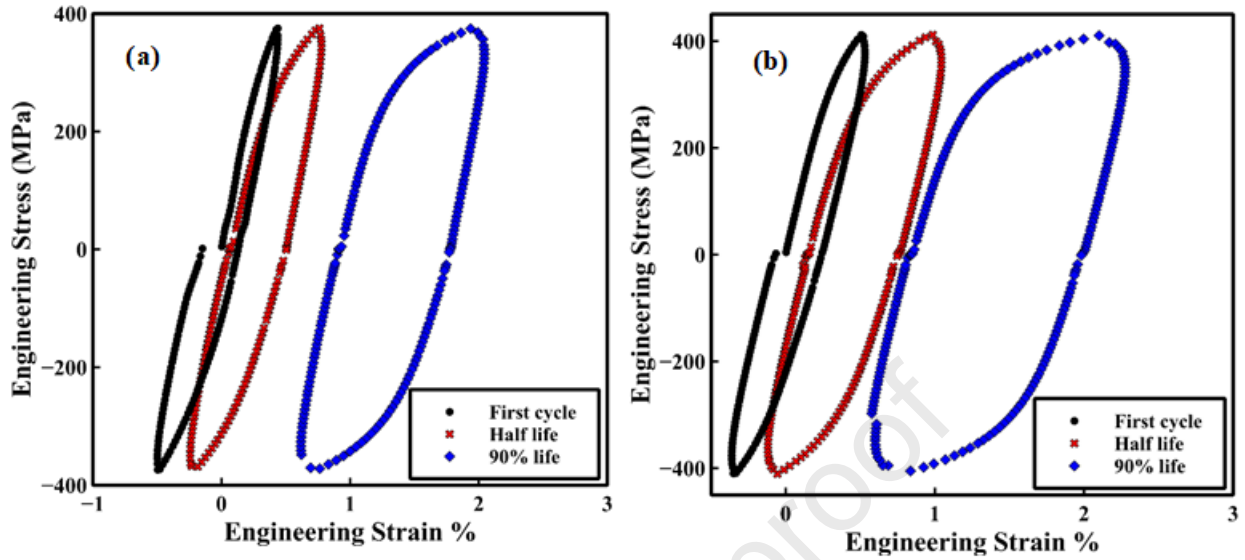 (a)
Engineering Stress (MPa)
400
200
0
−200
−400
−1
0
1
2
3
Engineering Strain %
First cycle
Half life
90% life
(b)
Engineering Stress (MPa)
400
200
0
−200
−400
0
1
2
3
Engineering Strain %
First cycle
Half life
90% life
proof